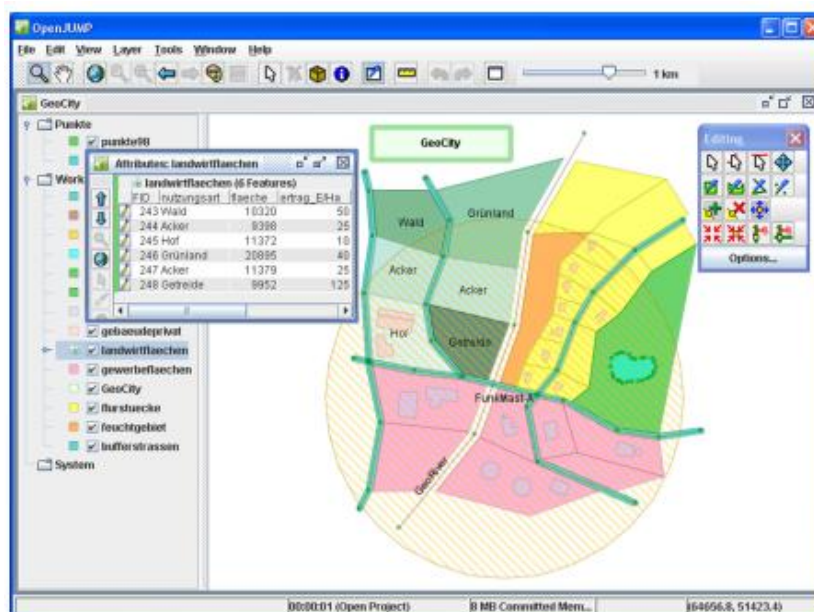 OpenJUMP
File Edit View Layer Tools Window Help
1 km
GeoCity
Punkte
punkte98
Work
Attributes: landwirtflaechen
landwirtflaechen (6 Features)
FID nutzungsart flaeche ertrag_E/Ha
243 Wald 10320 50
244 Acker 9398 25
245 Hof 11372 10
246 Grünland 20895 40
247 Acker 11379 25
248 Getreide 9952 125
gebaeudeprivat
landwirtflaechen
gewerbeflaechen
GeoCity
flurstuecke
feuchtgebiet
bufferstrassen
System
GeoCity
Wald
Grünland
Acker
Acker
Hof
Getreide
FunkMast-A
GeoRiver
Editing
Options...
00:00:01 (Open Project) 8 MB Committed Mem... (64656.8, 51423.4)